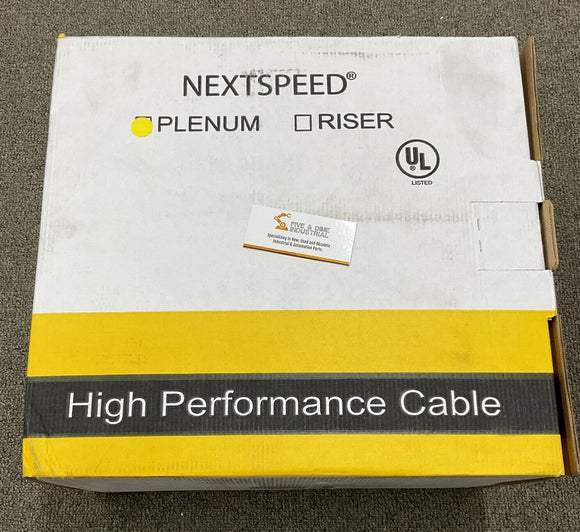 NEXTSPEED®
PLENUM RISER
UL®
LISTED
FIVE & DIME
INDUSTRIAL
Specializing in New, Used and Obsolete
Industrial & Automation Parts.
High Performance Cable